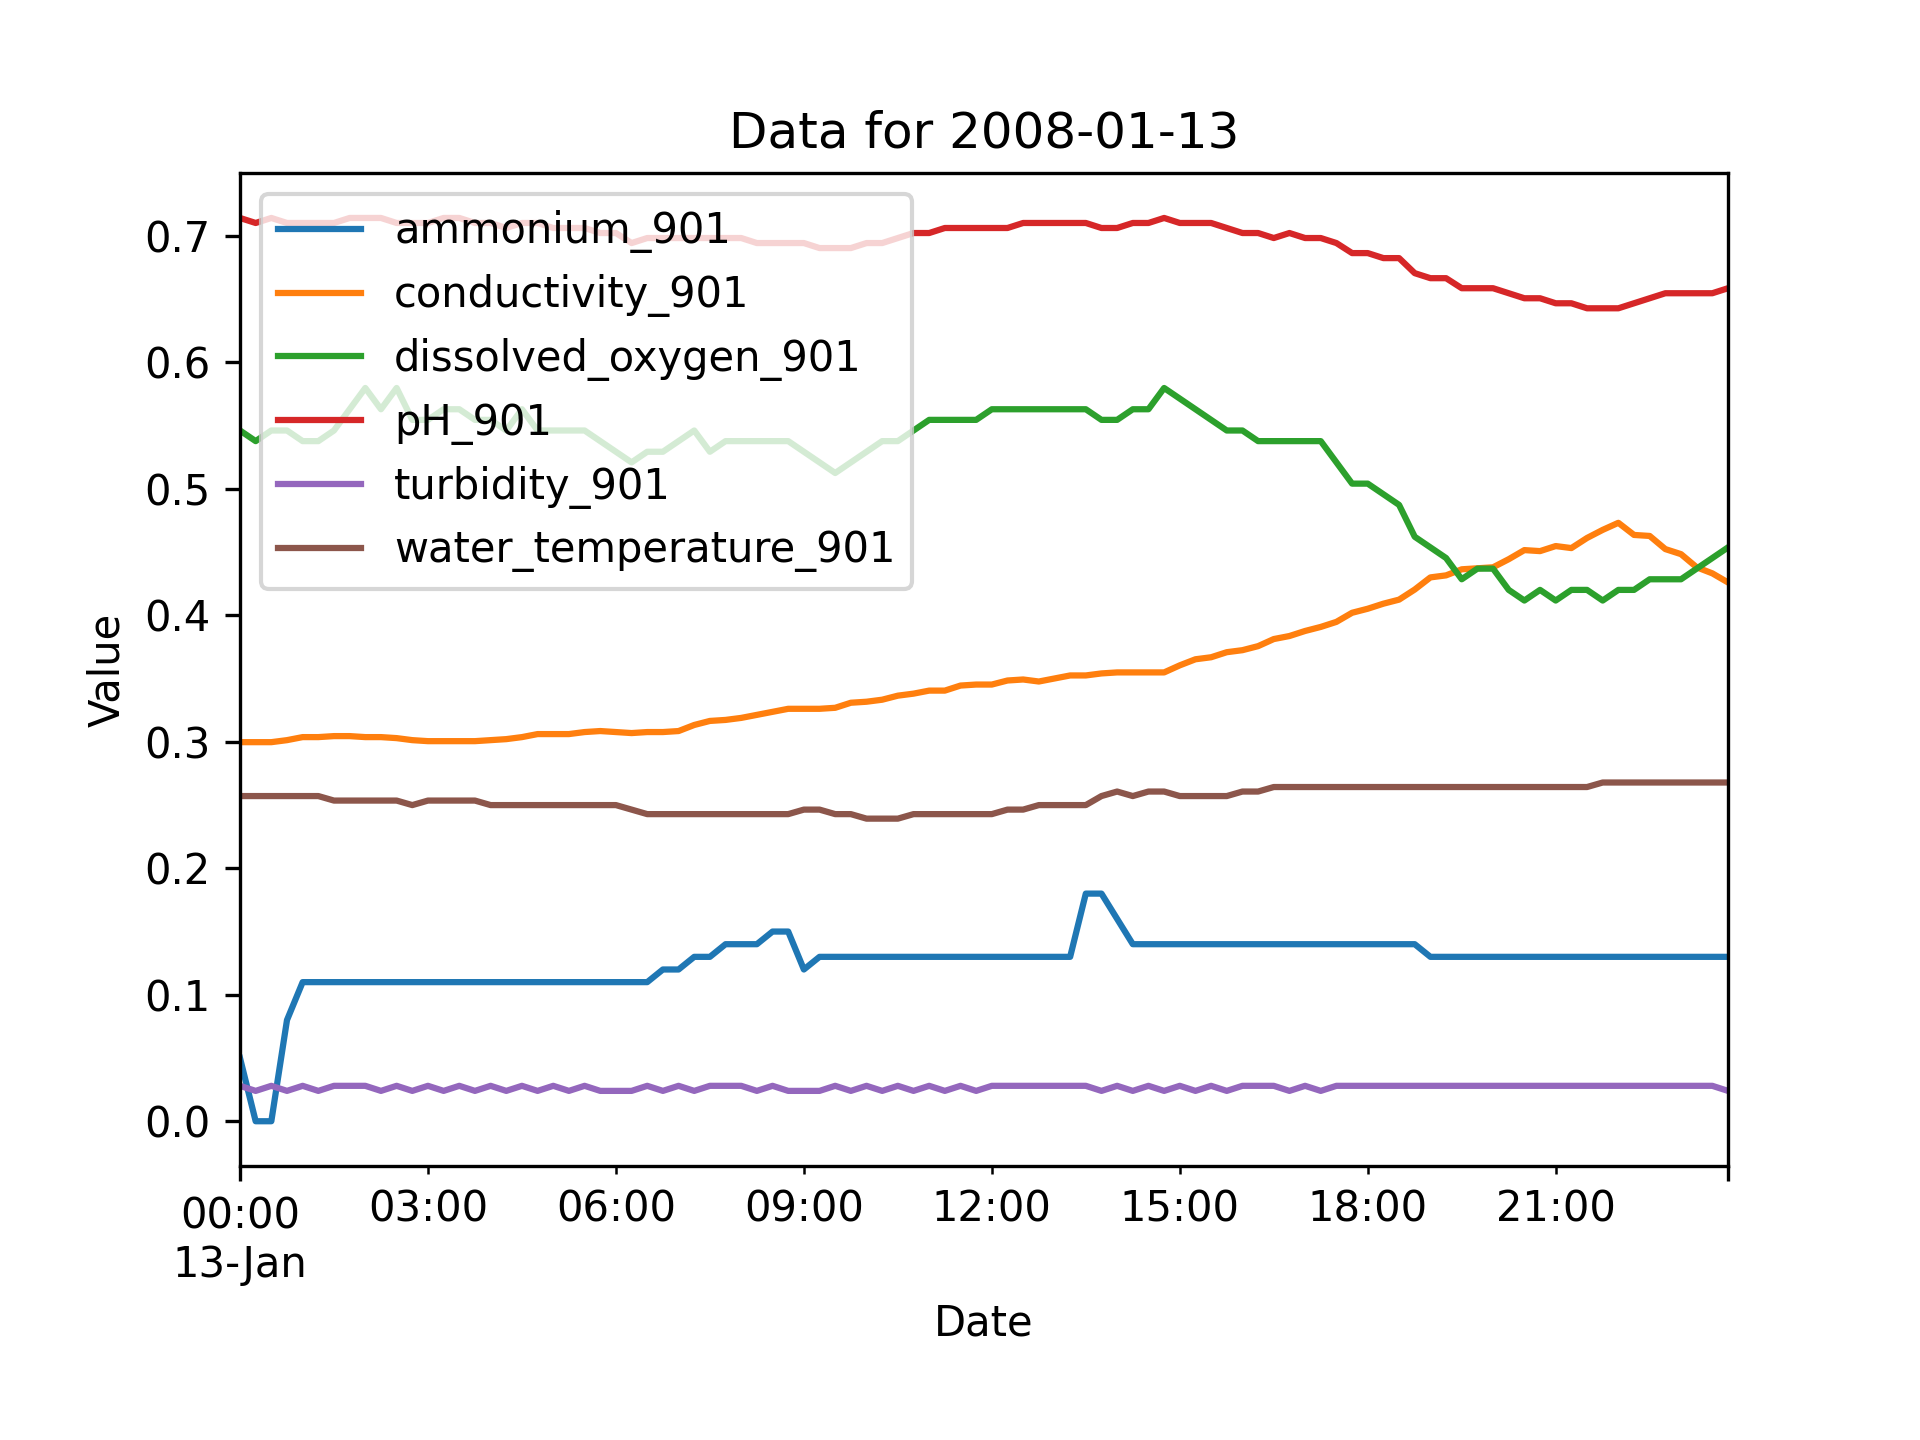 Data for 2008-01-13
ammonium_901
conductivity_901
dissolved_oxygen_901
pH_901
turbidity_901
water_temperature_901
Value
0.7
0.6
0.5
0.4
0.3
0.2
0.1
0.0
00:00 03:00 06:00 09:00 12:00 15:00 18:00 21:00
13-Jan
Date